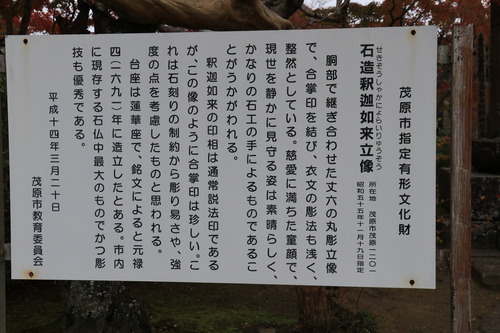 茂原市指定有形文化財
せきぞうしゃかによらいりゅうぞう
石造釈迦如来立像
所在地 茂原市茂原一二〇一
昭和五十五年十二月十九日指定
胴部で継ぎ合わせた丈六の丸彫立像
で、合掌印を結び、衣文の彫法も浅く、
整然としている。慈愛に満ちた童顔で、
現世を静かに見守る姿は素晴らしく、
かなりの石工の手によるものであるこ
とがうかがわれる。
釈迦如来の印相は通常説法印である
が、この像のように合掌印は珍しい。こ
れは石刻りの制約から彫り易さや、強
度の点を考慮したものと思われる。
台座は蓮華座で、銘文によると元禄
四(一六九一)年に造立したとある。市内
に現存する石仏中最大のものでかつ彫
技も優秀である。
平成十四年三月二十日
茂原市教育委員会